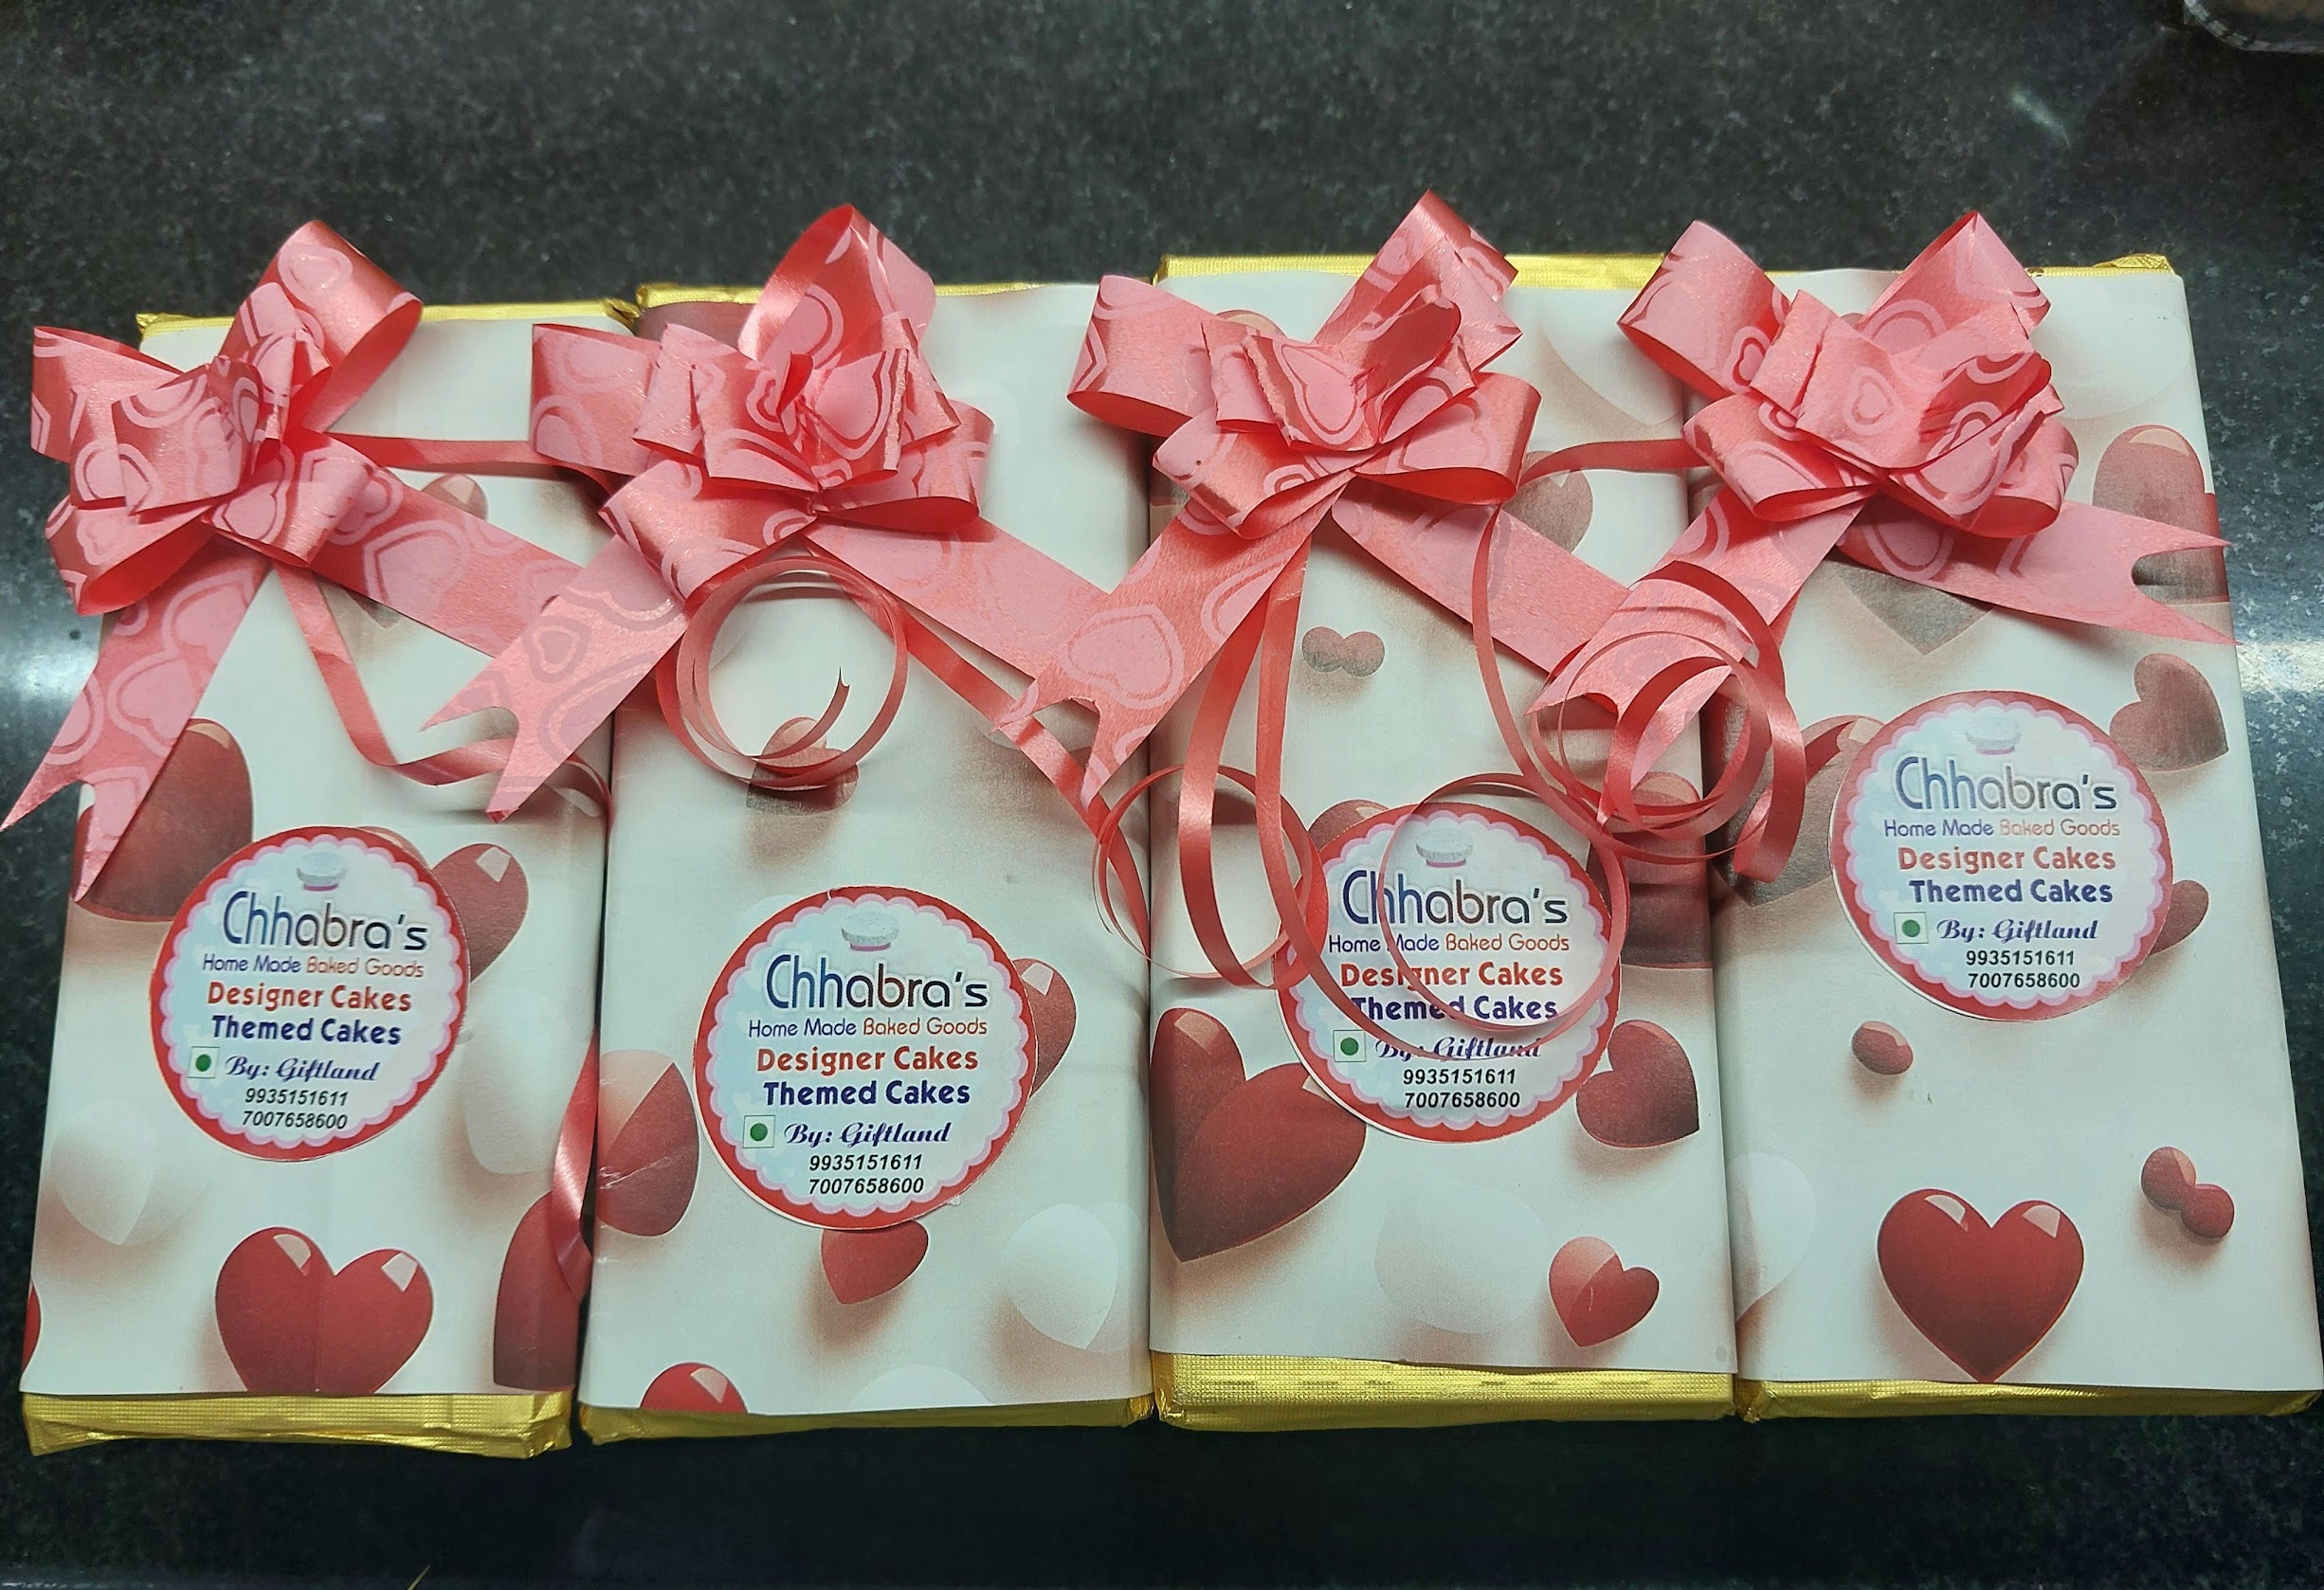 Chhabra's
Home Made Baked Goods
Designer Cakes
Themed Cakes
By: Giftland
9935151611
7007658600
Chhabra's
Home Made Baked Goods
Designer Cakes
Themed Cakes
By: Giftland
9935151611
7007658600
Chhabra's
Home Made Baked Goods
Designer Cakes
Themed Cakes
By: Giftland
9935151611
7007658600
Chhabra's
Home Made Baked Goods
Designer Cakes
Themed Cakes
By: Giftland
9935151611
7007658600